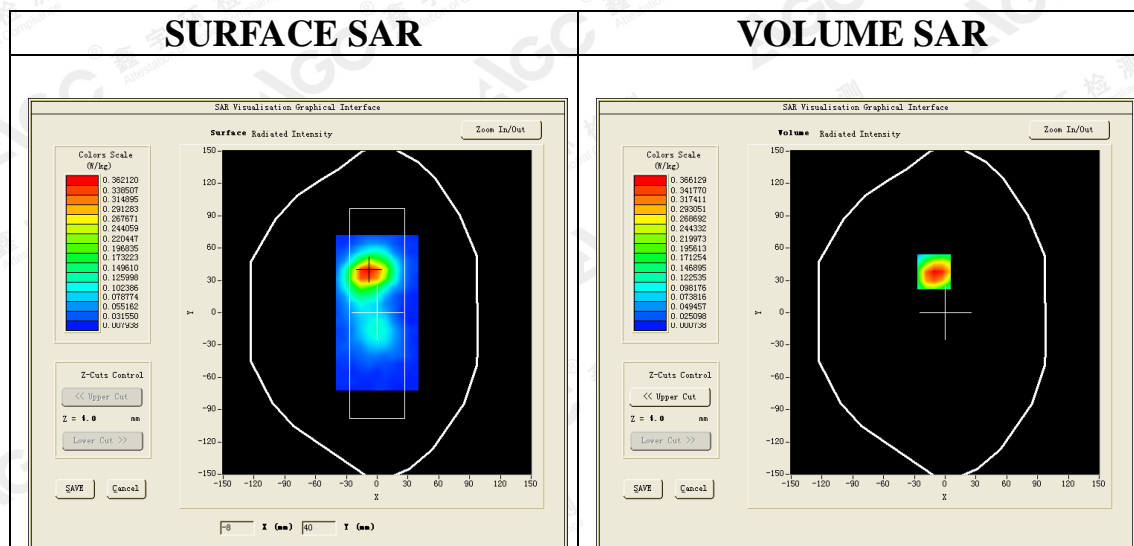 SURFACE SAR
VOLUME SAR
SAR Visualisation Graphical Interface
Surface Radiated Intensity
Zoom In/Out
Colors Scale
(W/kg)
0.362120
0.338507
0.314895
0.291283
0.267671
0.244059
0.220447
0.196835
0.173223
0.149610
0.125998
0.102386
0.078774
0.055162
0.031550
0.007938
Z-Cuts Control
<< Upper Cut
Z = 4.0 mm
Lower Cut >>
SAVE
Cancel
150
120
90
60
30
0
-30
-60
-90
-120
-150
Y
-150 -120 -90 -60 -30 0 30 60 90 120 150
X
-8 X (mm) 40 Y (mm)
SAR Visualisation Graphical Interface
Volume Radiated Intensity
Zoom In/Out
Colors Scale
(W/kg)
0.366129
0.341770
0.317411
0.293051
0.268692
0.244332
0.219973
0.195613
0.171254
0.146895
0.122535
0.098176
0.073816
0.049457
0.025098
0.000738
Z-Cuts Control
<< Upper Cut
Z = 4.0 mm
Lower Cut >>
SAVE
Cancel
150
120
90
60
30
0
-30
-60
-90
-120
-150
Y
-150 -120 -90 -60 -30 0 30 60 90 120 150
X
AGC